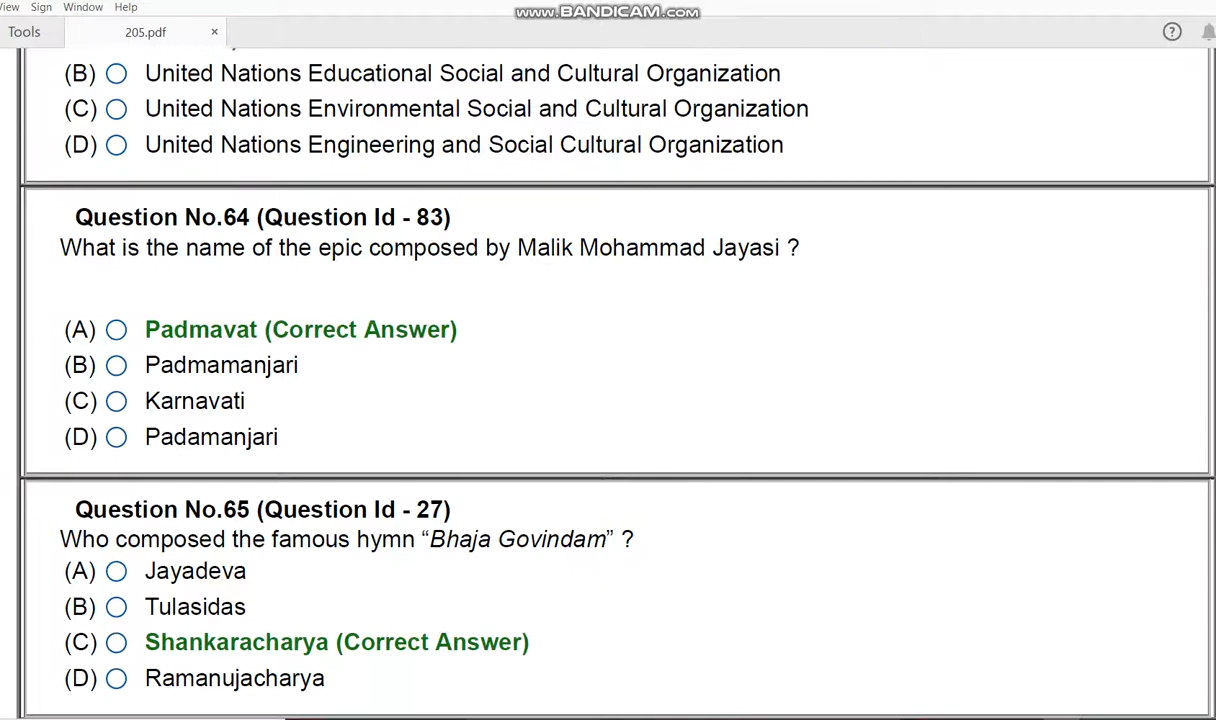 View Sign Window Help
www.BANDICAM.com
Tools 205.pdf ×
(B) United Nations Educational Social and Cultural Organization
(C) United Nations Environmental Social and Cultural Organization
(D) United Nations Engineering and Social Cultural Organization
Question No.64 (Question Id - 83)
What is the name of the epic composed by Malik Mohammad Jayasi ?
(A) Padmavat (Correct Answer)
(B) Padmamanjari
(C) Karnavati
(D) Padamanjari
Question No.65 (Question Id - 27)
Who composed the famous hymn “Bhaja Govindam” ?
(A) Jayadeva
(B) Tulasidas
(C) Shankaracharya (Correct Answer)
(D) Ramanujacharya